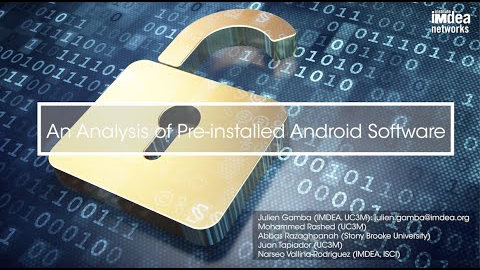 institute
iMdea
networks
An Analysis of Pre-installed Android Software
Julien Gamba (IMDEA, UC3M): julien.gamba@imdea.org
Mohammed Rashed (UC3M)
Abbas Razaghpanah (Stony Brooke University)
Juan Tapiador (UC3M)
Narseo Vallina-Rodriguez (IMDEA, ISCI)